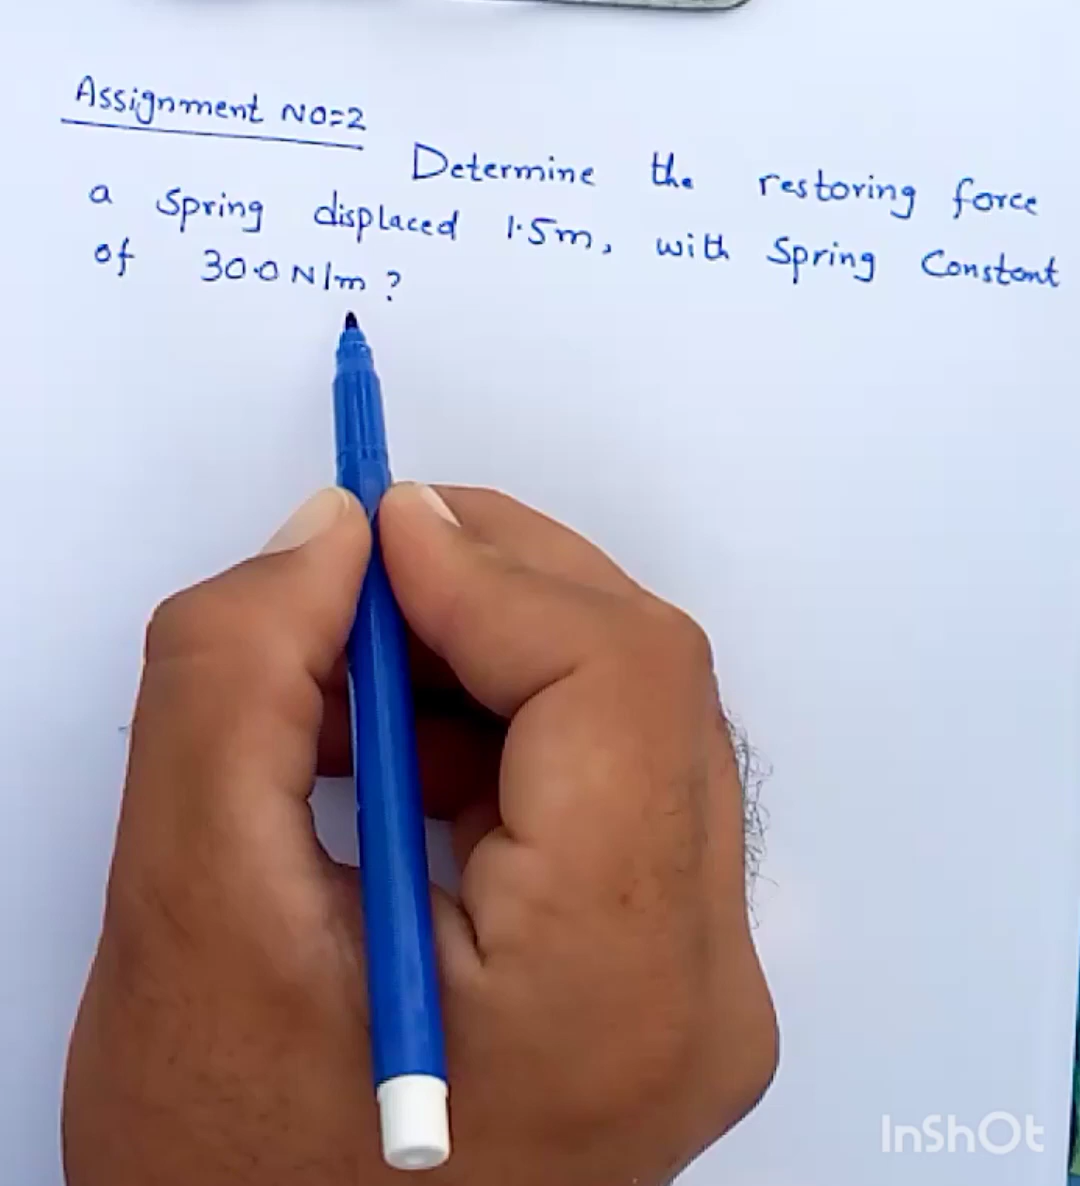 Assignment NO=2
Determine the restoring force
a spring displaced 1.5m, with spring Constant
of 30.0 N/m?
InShOt